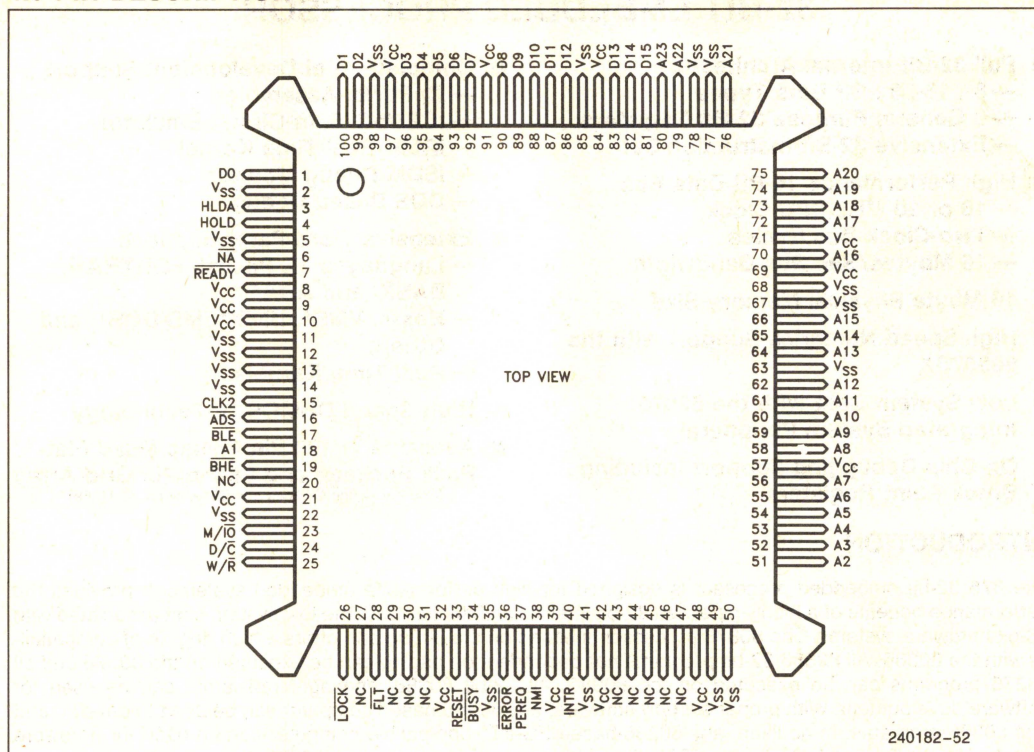 D1
D2
VSS
VCC
D3
D4
D5
D6
D7
VCC
D8
D9
D10
D11
D12
VSS
VCC
D13
D14
D15
A23
A22
VSS
VSS
A21
100
99
98
97
96
95
94
93
92
91
90
89
88
87
86
85
84
83
82
81
80
79
78
77
76
D0 1
VSS 2
HLDA 3
HOLD 4
VSS 5
N̅A̅ 6
R̅E̅A̅D̅Y̅ 7
VCC 8
VCC 9
VCC 10
VSS 11
VSS 12
VSS 13
VSS 14
CLK2 15
A̅D̅S̅ 16
B̅L̅E̅ 17
A1 18
B̅H̅E̅ 19
NC 20
VCC 21
VSS 22
M/I̅O̅ 23
D/C̅ 24
W/R̅ 25
TOP VIEW
75 A20
74 A19
73 A18
72 A17
71 VCC
70 A16
69 VCC
68 VSS
67 VSS
66 A15
65 A14
64 A13
63 VSS
62 A12
61 A11
60 A10
59 A9
58 A8
57 VCC
56 A7
55 A6
54 A5
53 A4
52 A3
51 A2
26
27
28
29
30
31
32
33
34
35
36
37
38
39
40
41
42
43
44
45
46
47
48
49
50
L̅O̅C̅K̅
NC
F̅L̅T̅
NC
NC
NC
VCC
RESET
B̅U̅S̅Y̅
VSS
E̅R̅R̅O̅R̅
PEREQ
NMI
VCC
INTR
VSS
VCC
NC
NC
NC
NC
NC
VCC
VSS
VSS
240182-52